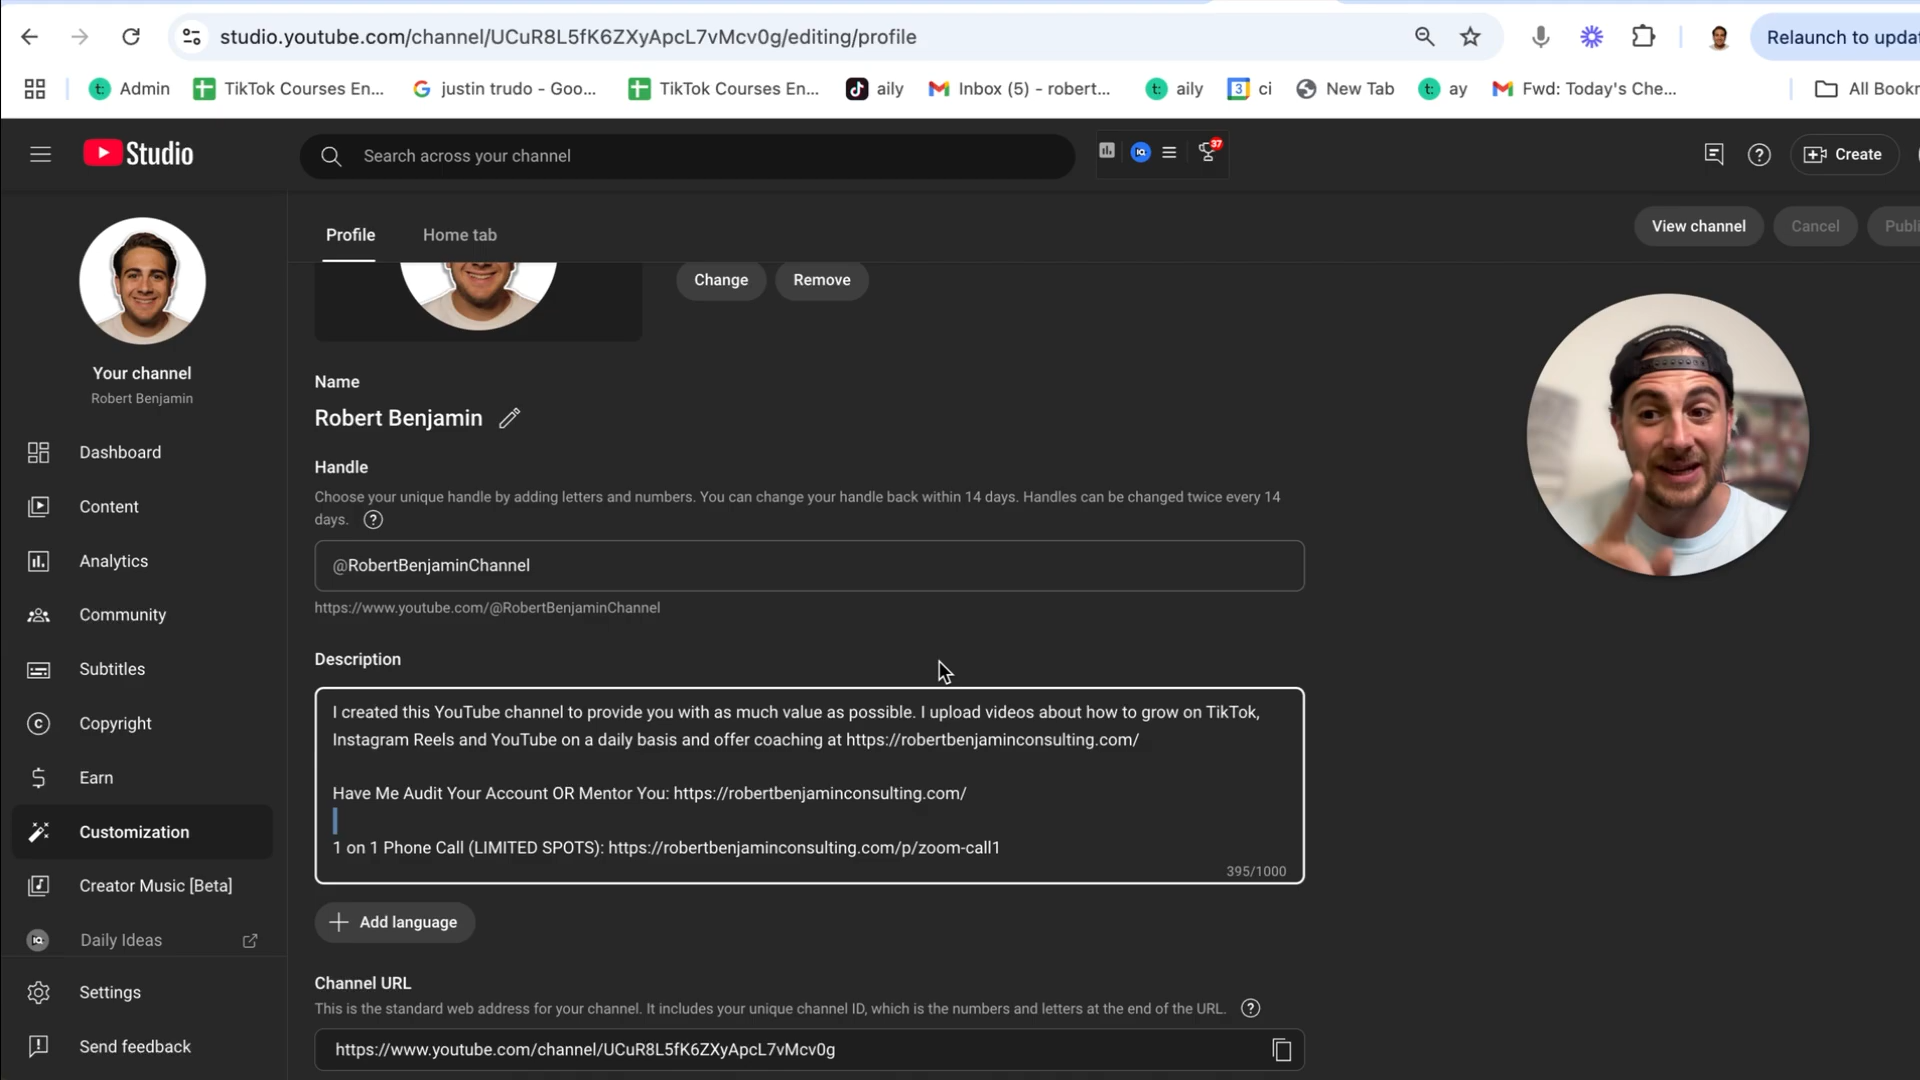 studio.youtube.com/channel/UCuR8L5fK6ZXyApcL7vMcv0g/editing/profile
Relaunch to updat
Admin
TikTok Courses En...
justin trudo - Goo...
TikTok Courses En...
aily
Inbox (5) - robert...
aily
3
ci
New Tab
ay
Fwd: Today's Che...
All Bookr
Studio
Search across your channel
37
Create
Profile
Home tab
View channel
Cancel
Publi
Change
Remove
Your channel
Robert Benjamin
Name
Robert Benjamin
Handle
Choose your unique handle by adding letters and numbers. You can change your handle back within 14 days. Handles can be changed twice every 14
days.
@RobertBenjaminChannel
https://www.youtube.com/@RobertBenjaminChannel
Description
I created this YouTube channel to provide you with as much value as possible. I upload videos about how to grow on TikTok,
Instagram Reels and YouTube on a daily basis and offer coaching at https://robertbenjaminconsulting.com/
Have Me Audit Your Account OR Mentor You: https://robertbenjaminconsulting.com/
1 on 1 Phone Call (LIMITED SPOTS): https://robertbenjaminconsulting.com/p/zoom-call1
395/1000
Add language
Channel URL
This is the standard web address for your channel. It includes your unique channel ID, which is the numbers and letters at the end of the URL.
https://www.youtube.com/channel/UCuR8L5fK6ZXyApcL7vMcv0g
Dashboard
Content
Analytics
Community
Subtitles
Copyright
Earn
Customization
Creator Music [Beta]
Daily Ideas
Settings
Send feedback